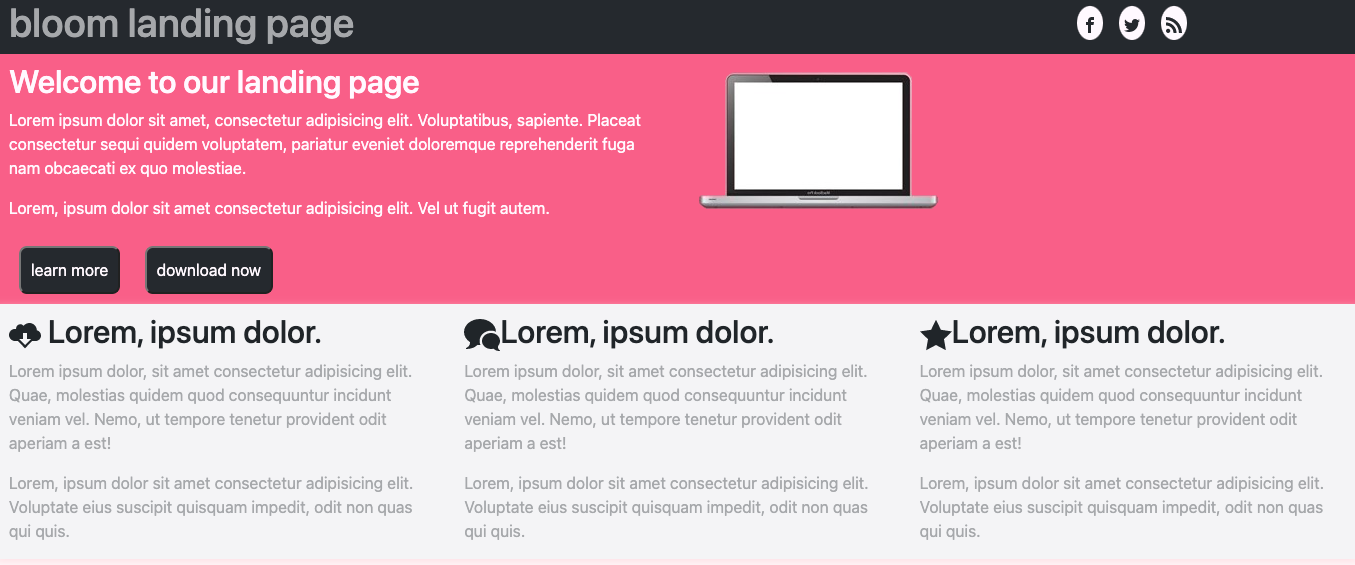 bloom landing page
Welcome to our landing page
Lorem ipsum dolor sit amet, consectetur adipisicing elit. Voluptatibus, sapiente. Placeat
consectetur sequi quidem voluptatem, pariatur eveniet doloremque reprehenderit fuga
nam obcaecati ex quo molestiae.
Lorem, ipsum dolor sit amet consectetur adipisicing elit. Vel ut fugit autem.
learn more
download now
Lorem, ipsum dolor.
Lorem ipsum dolor, sit amet consectetur adipisicing elit.
Quae, molestias quidem quod consequuntur incidunt
veniam vel. Nemo, ut tempore tenetur provident odit
aperiam a est!
Lorem, ipsum dolor sit amet consectetur adipisicing elit.
Voluptate eius suscipit quisquam impedit, odit non quas
qui quis.
Lorem, ipsum dolor.
Lorem ipsum dolor, sit amet consectetur adipisicing elit.
Quae, molestias quidem quod consequuntur incidunt
veniam vel. Nemo, ut tempore tenetur provident odit
aperiam a est!
Lorem, ipsum dolor sit amet consectetur adipisicing elit.
Voluptate eius suscipit quisquam impedit, odit non quas
qui quis.
Lorem, ipsum dolor.
Lorem ipsum dolor, sit amet consectetur adipisicing elit.
Quae, molestias quidem quod consequuntur incidunt
veniam vel. Nemo, ut tempore tenetur provident odit
aperiam a est!
Lorem, ipsum dolor sit amet consectetur adipisicing elit.
Voluptate eius suscipit quisquam impedit, odit non quas
qui quis.